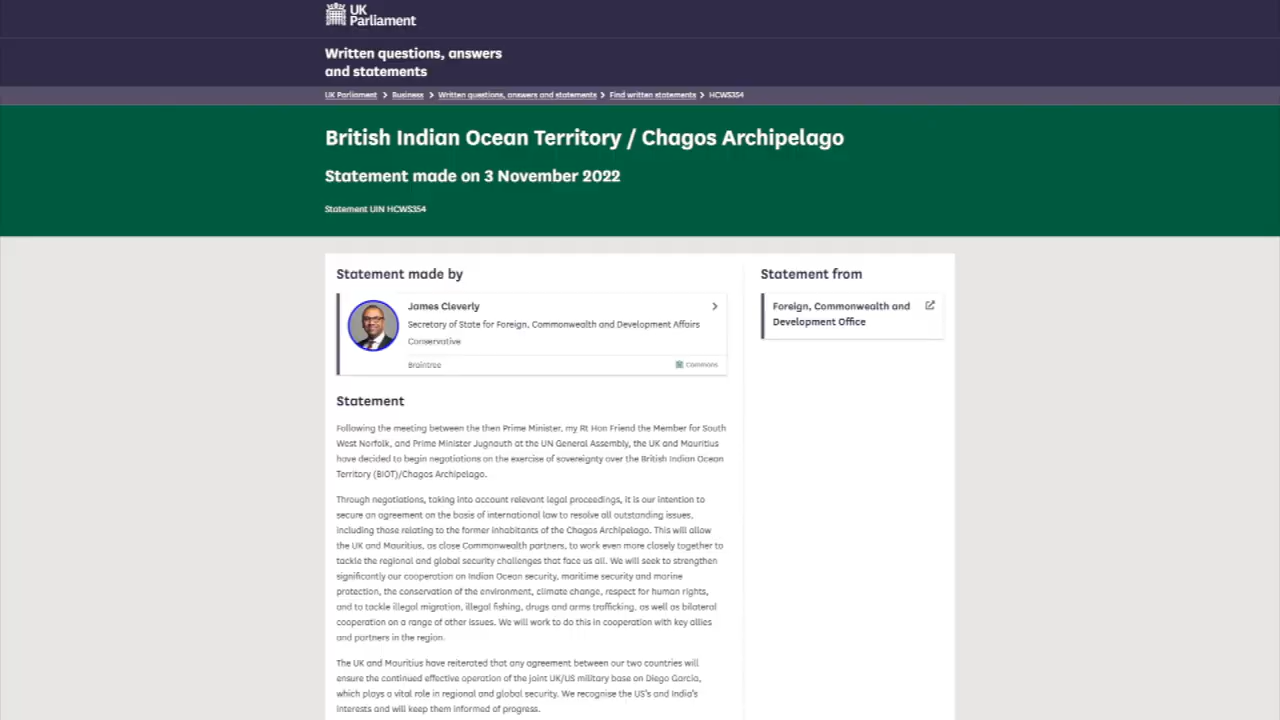 UK
Parliament
Written questions, answers
and statements
UK Parliament > Business > Written questions, answers and statements > Find written statements > HCWS354
British Indian Ocean Territory / Chagos Archipelago
Statement made on 3 November 2022
Statement UIN HCWS354
Statement made by
James Cleverly
Secretary of State for Foreign, Commonwealth and Development Affairs
Conservative
Braintree
Commons
Statement from
Foreign, Commonwealth and
Development Office
Statement
Following the meeting between the then Prime Minister, my Rt Hon Friend the Member for South
West Norfolk, and Prime Minister Jugnauth at the UN General Assembly, the UK and Mauritius
have decided to begin negotiations on the exercise of sovereignty over the British Indian Ocean
Territory (BIOT)/Chagos Archipelago.
Through negotiations, taking into account relevant legal proceedings, it is our intention to
secure an agreement on the basis of international law to resolve all outstanding issues,
including those relating to the former inhabitants of the Chagos Archipelago. This will allow
the UK and Mauritius, as close Commonwealth partners, to work even more closely together to
tackle the regional and global security challenges that face us all. We will seek to strengthen
significantly our cooperation on Indian Ocean security, maritime security and marine
protection, the conservation of the environment, climate change, respect for human rights,
and to tackle illegal migration, illegal fishing, drugs and arms trafficking, as well as bilateral
cooperation on a range of other issues. We will work to do this in cooperation with key allies
and partners in the region.
The UK and Mauritius have reiterated that any agreement between our two countries will
ensure the continued effective operation of the joint UK/US military base on Diego Garcia,
which plays a vital role in regional and global security. We recognise the US's and India's
interests and will keep them informed of progress.